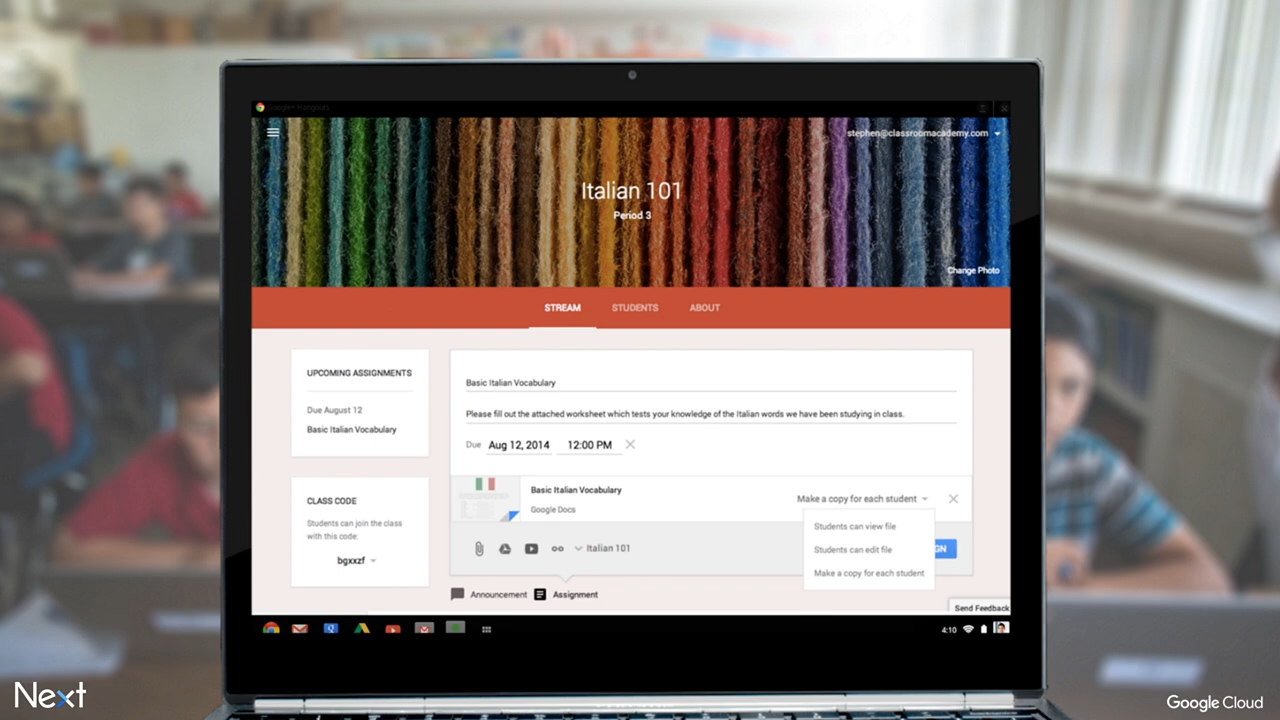 Google+ Hangouts
stephen@classroomacademy.com
Italian 101
Period 3
Change Photo
STREAM STUDENTS ABOUT
UPCOMING ASSIGNMENTS
Due August 12
Basic Italian Vocabulary
CLASS CODE
Students can join the class
with this code:
bgxxzf
Basic Italian Vocabulary
Please fill out the attached worksheet which tests your knowledge of the Italian words we have been studying in class.
Due Aug 12, 2014 12:00 PM
Basic Italian Vocabulary
Google Docs
Make a copy for each student
Students can view file
Students can edit file
Make a copy for each student
Italian 101
GN
Announcement Assignment
Send Feedback
4:10
Next
Google Cloud